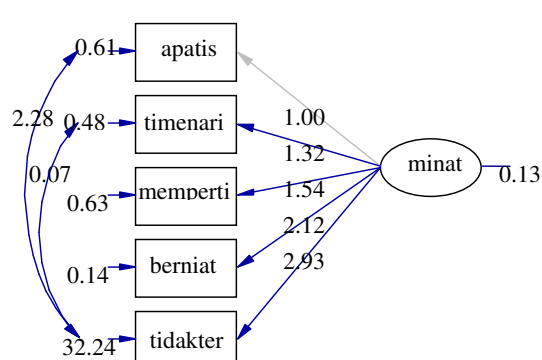 0.61
apatis
2.28
0.48
timenari
1.00
1.32
minat
0.13
0.07
0.63
memperti
1.54
2.12
0.14
berniat
2.93
32.24
tidakter